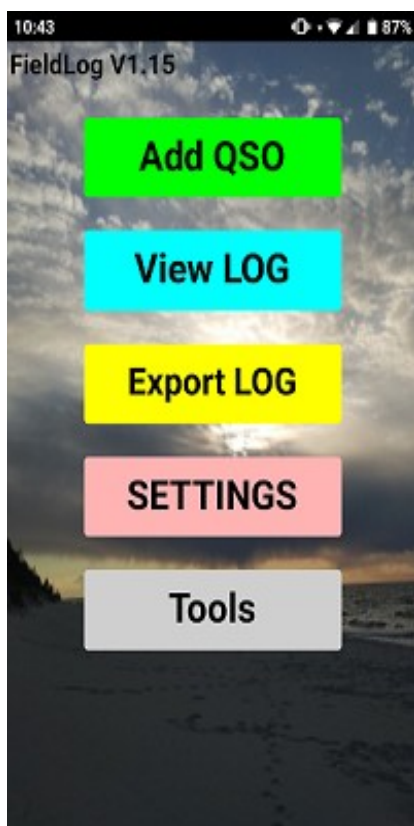 10:43 87%
FieldLog V1.15
Add QSO
View LOG
Export LOG
SETTINGS
Tools